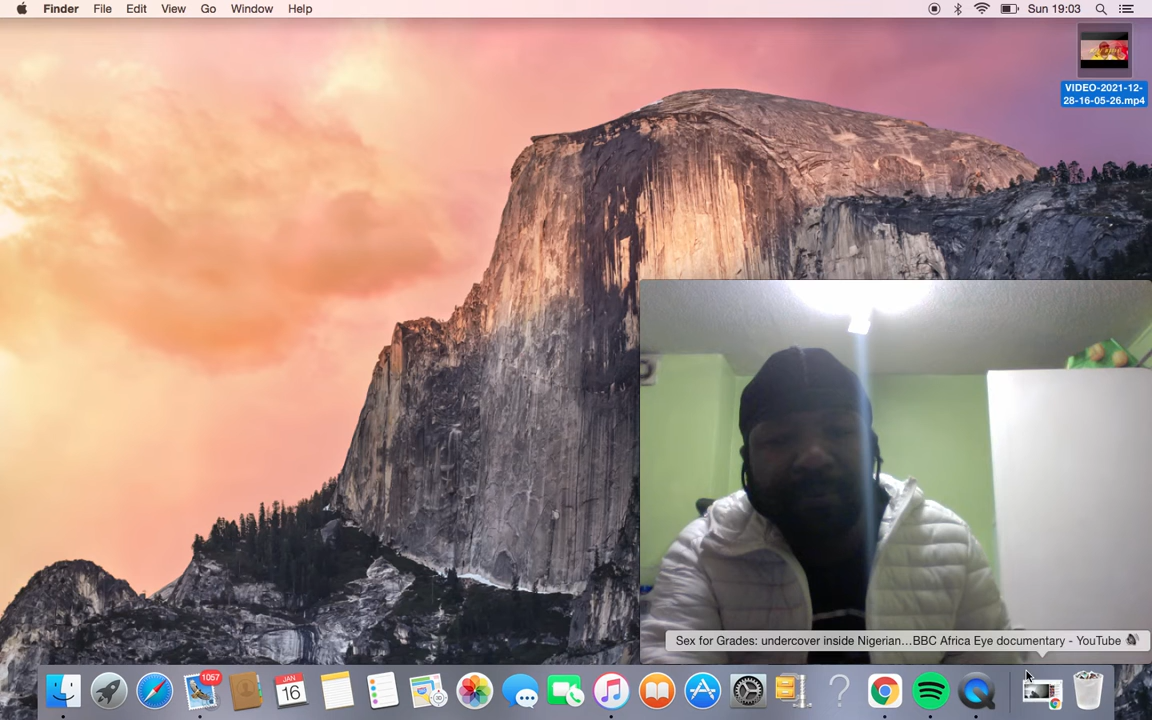 Finder File Edit View Go Window Help Sun 19:03
VIDEO-2021-12-
28-16-05-26.mp4
Sex for Grades: undercover inside Nigerian...BBC Africa Eye documentary - YouTube
1057
JAN
16